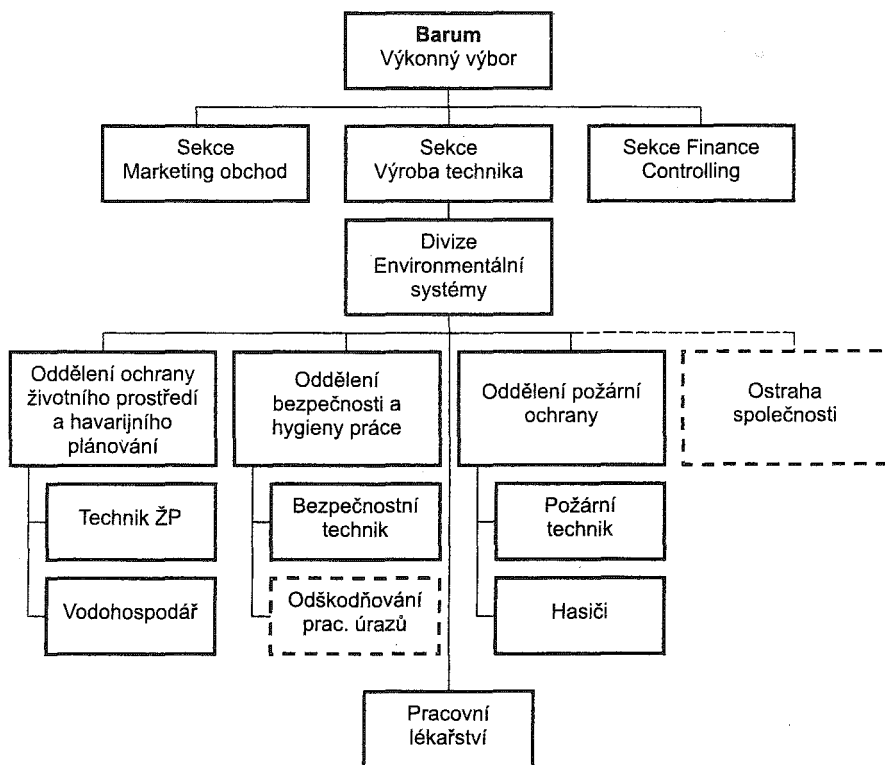 Barum
Výkonný výbor
Sekce
Marketing obchod
Sekce
Výroba technika
Sekce Finance
Controlling
Divize
Environmentální
systémy
Oddělení ochrany
životního prostředí
a havarijního
plánování
Oddělení
bezpečnosti a
hygieny práce
Oddělení požární
ochrany
Ostraha
společnosti
Technik ŽP
Bezpečnostní
technik
Požární
technik
Vodohospodář
Odškodňování
prac. úrazů
Hasiči
Pracovní
lékařství